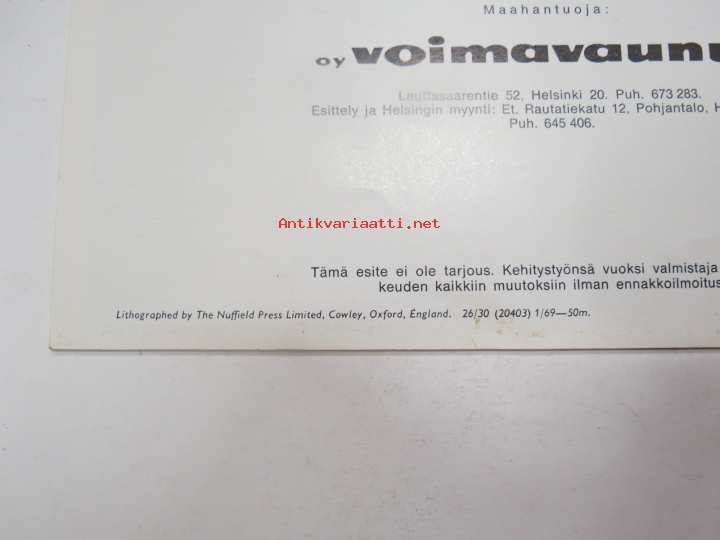 Maahantuoja:
oy voimavaunu
Lauttasaarentie 52, Helsinki 20. Puh. 673 283.
Esittely ja Helsingin myynti: Et. Rautatiekatu 12, Pohjantalo, H
Puh. 645 406.
Antikvariaatti.net
Tämä esite ei ole tarjous. Kehitystyönsä vuoksi valmistaja
keuden kaikkiin muutoksiin ilman ennakkoilmoitus
Lithographed by The Nuffield Press Limited, Cowley, Oxford, England. 26/30 (20403) 1/69—50m.